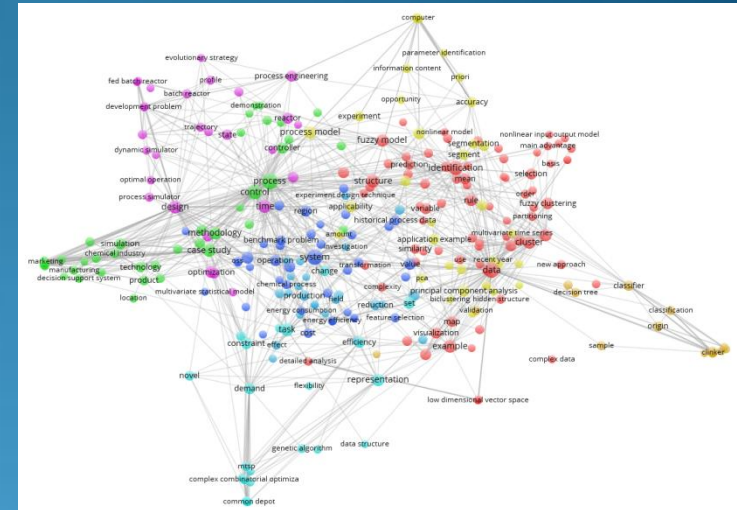 computer
evolutionary strategy
parameter identification
information content
priori
fed batch reactor
profile
process engineering
batch reactor
development problem
demonstration
opportunity
accuracy
experiment
reactor
trajectory
state
process model
controller
fuzzy model
nonlinear model
segmentation
nonlinear input output model
main advantage
dynamic simulator
segment
prediction
identification
basis
optimal operation
process
structure
mean
selection
process simulator
control
experiment design technique
design
time
region
applicability
variable
rule
order
fuzzy clustering
historical process data
partitioning
methodology
simulation
case study
benchmark problem
amount
investigation
application example
multivariate time series
cluster
chemical industry
marketing
manufacturing
technology
operation
system
similarity
decision support system
product
optimization
change
transformation
value
use
recent year
data
new approach
location
multivariate statistical model
chemical process
production
field
complexity
pca
principal component analysis
biclustering
hidden structure
decision tree
classifier
energy consumption
reduction
set
validation
energy efficiency
feature selection
map
classification
task
cost
visualization
origin
constraint
effect
efficiency
example
sample
clinker
detailed analysis
complex data
novel
representation
demand
flexibility
low dimensional vector space
genetic algorithm
data structure
mtsp
complex combinatorial optimiza
common depot